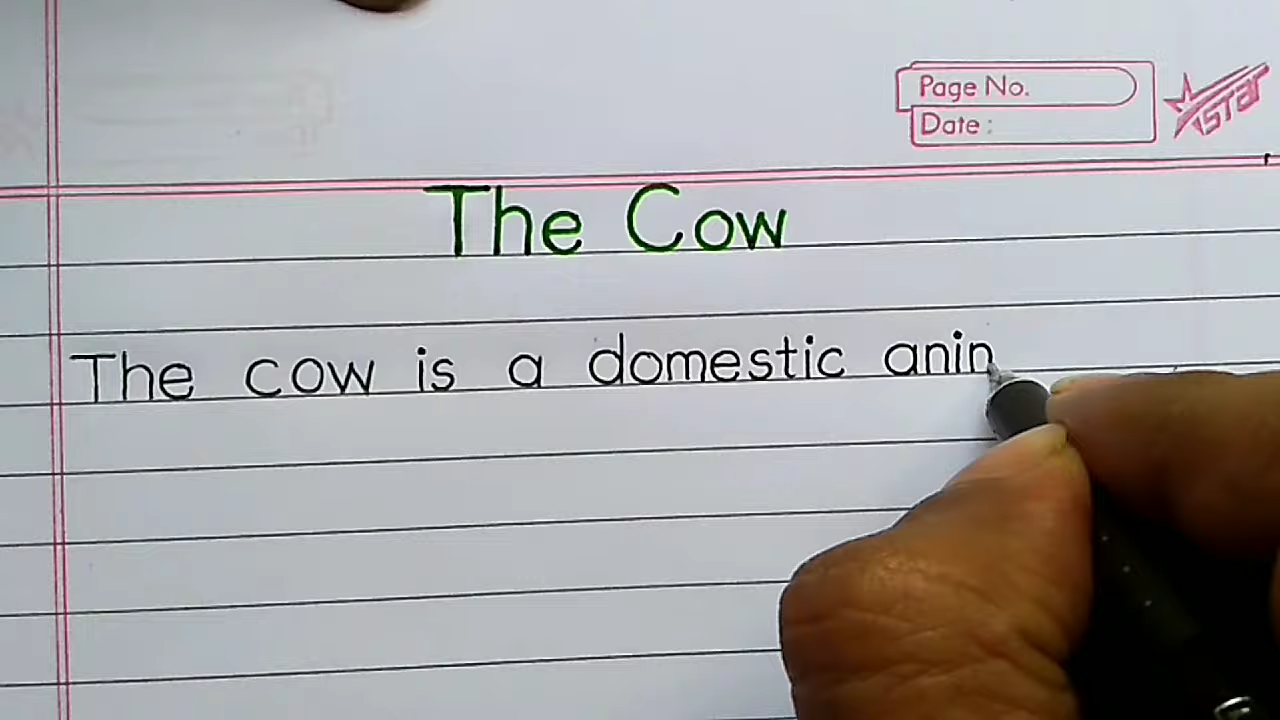 Page No.
Date :
STAR
The Cow
The cow is a domestic anin